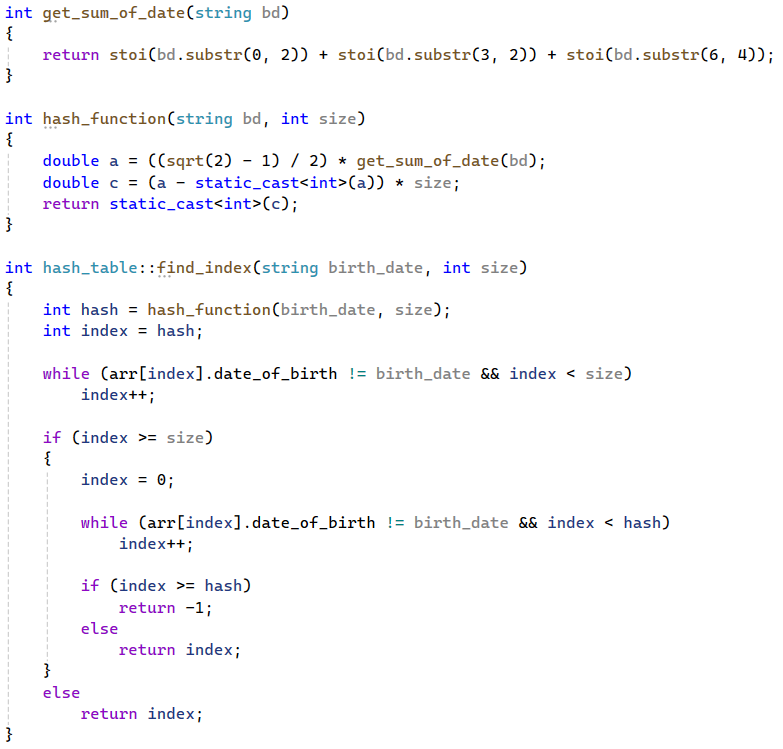 int get_sum_of_date(string bd)
{
    return stoi(bd.substr(0, 2)) + stoi(bd.substr(3, 2)) + stoi(bd.substr(6, 4));
}

int hash_function(string bd, int size)
{
    double a = ((sqrt(2) - 1) / 2) * get_sum_of_date(bd);
    double c = (a - static_cast<int>(a)) * size;
    return static_cast<int>(c);
}

int hash_table::find_index(string birth_date, int size)
{
    int hash = hash_function(birth_date, size);
    int index = hash;

    while (arr[index].date_of_birth != birth_date && index < size)
        index++;

    if (index >= size)
    {
        index = 0;

        while (arr[index].date_of_birth != birth_date && index < hash)
            index++;

        if (index >= hash)
            return -1;
        else
            return index;
    }
    else
        return index;
}